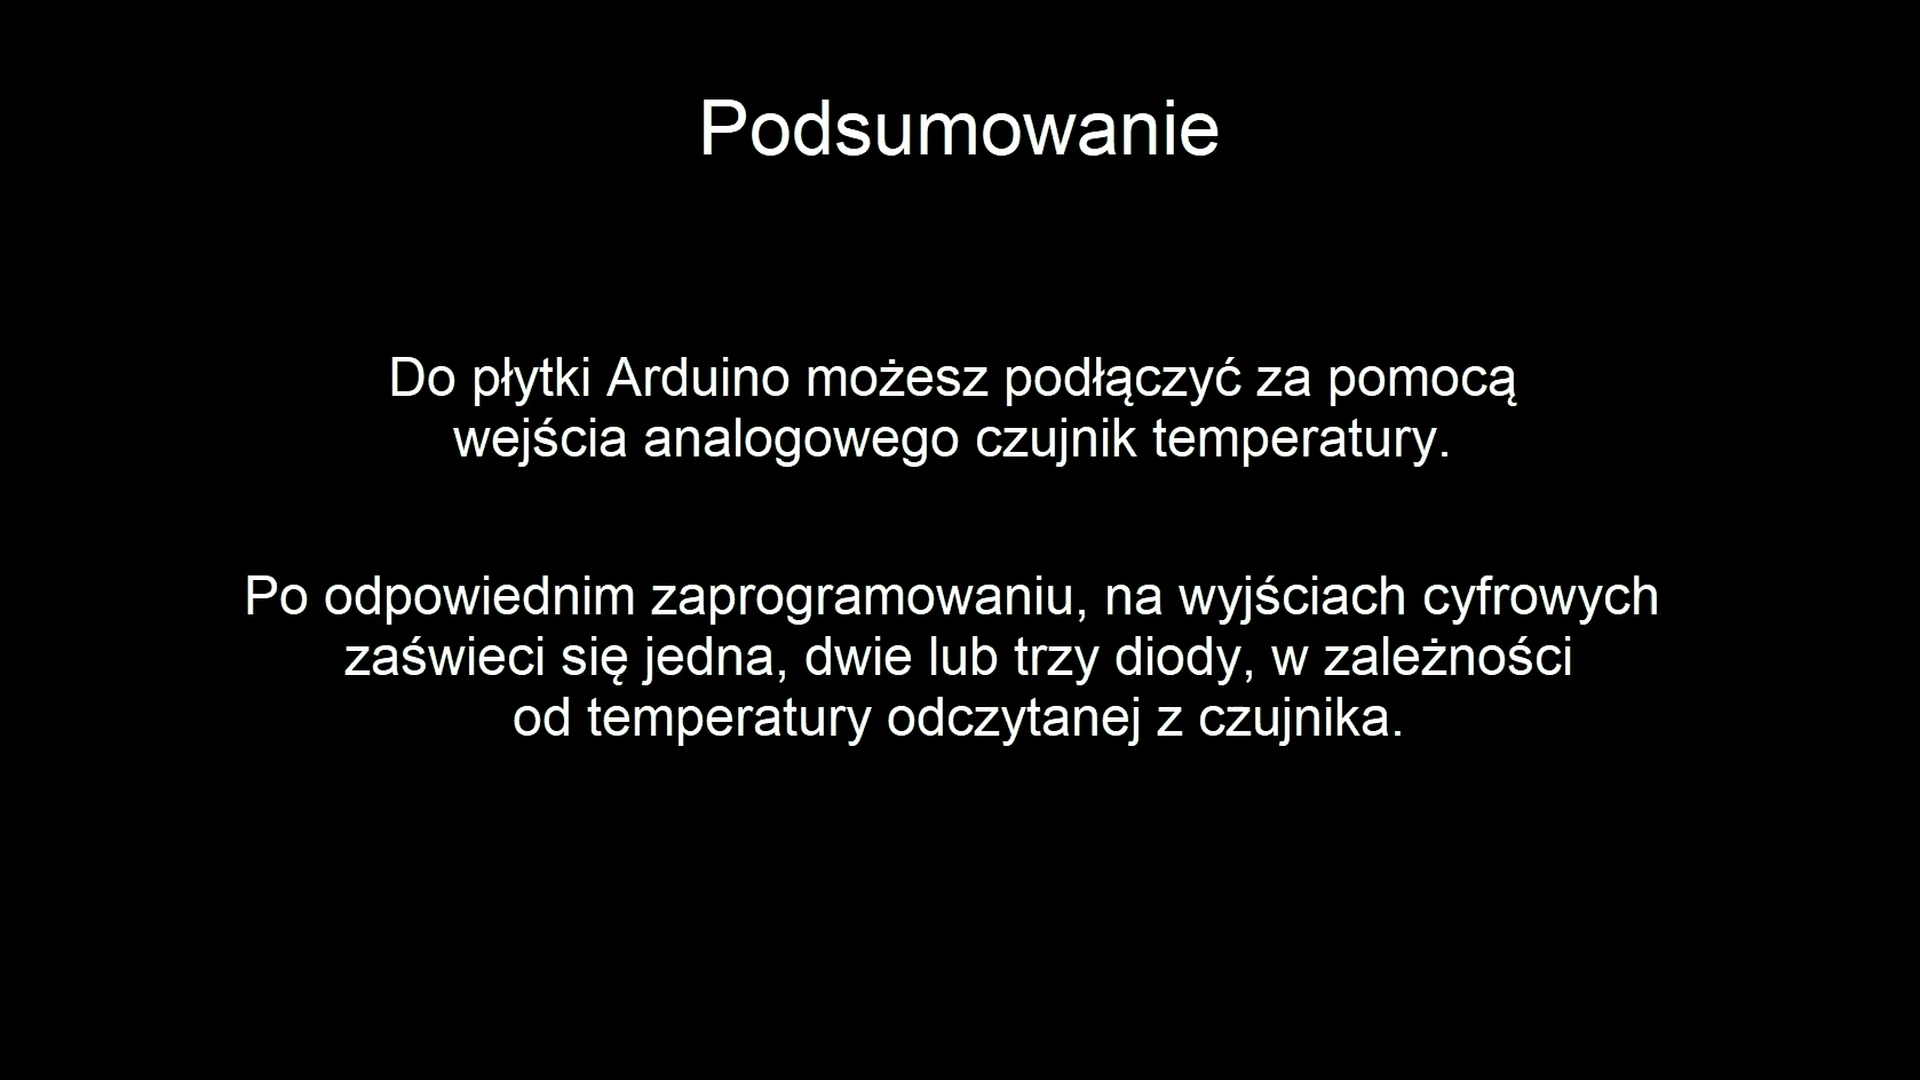 Podsumowanie
Do płytki Arduino możesz podłączyć za pomocą
wejścia analogowego czujnik temperatury.
Po odpowiednim zaprogramowaniu, na wyjściach cyfrowych
zaświeci się jedna, dwie lub trzy diody, w zależności
od temperatury odczytanej z czujnika.